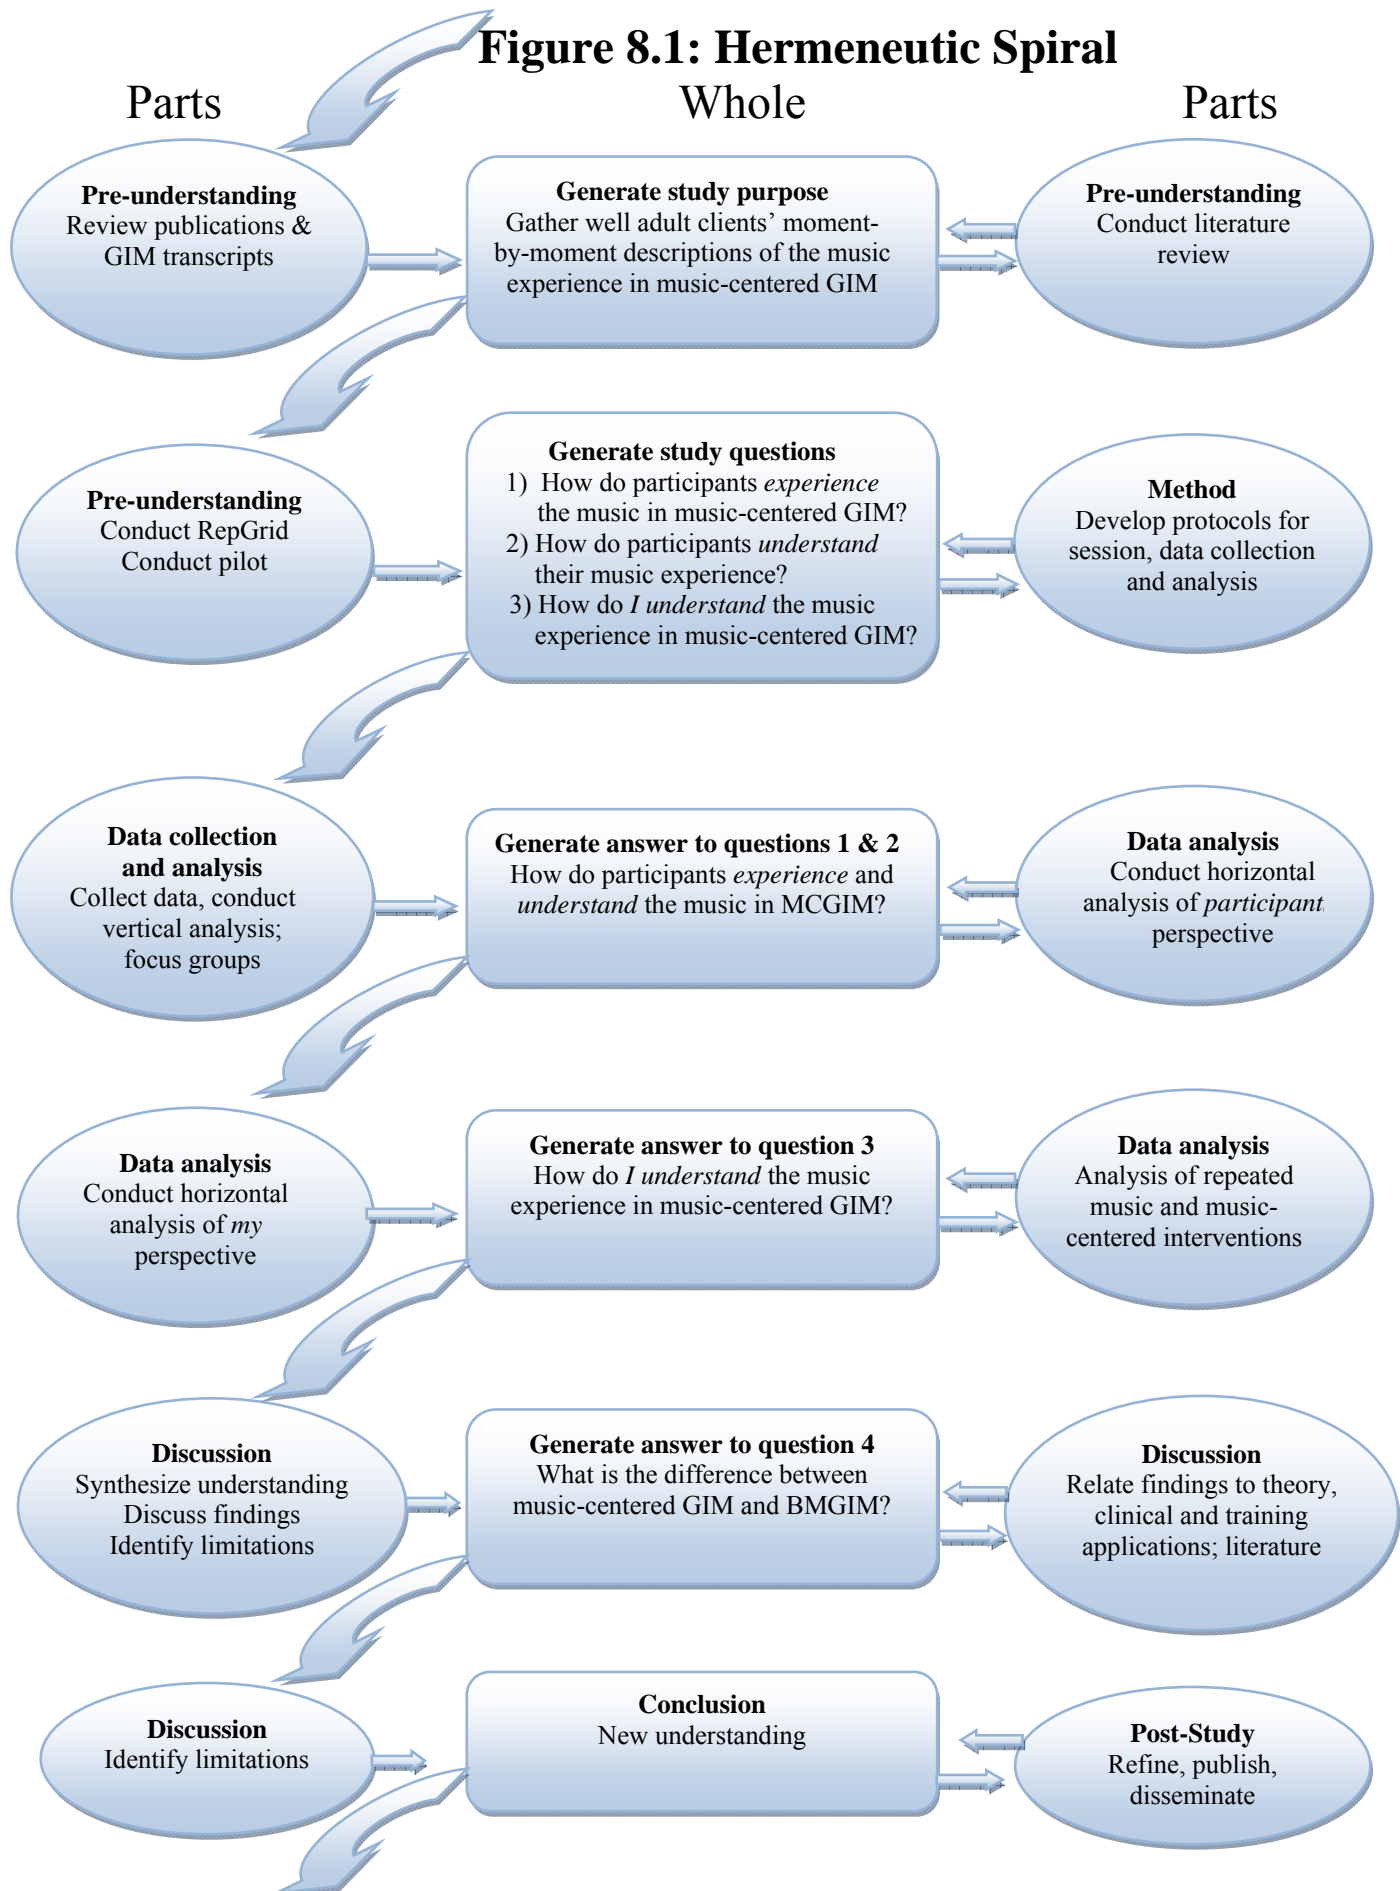 Figure 8.1: Hermeneutic Spiral
Parts
Whole
Parts
Pre-understanding
Review publications &
GIM transcripts
Generate study purpose
Gather well adult clients’ moment-
by-moment descriptions of the music
experience in music-centered GIM
Pre-understanding
Conduct literature
review
Pre-understanding
Conduct RepGrid
Conduct pilot
Generate study questions
1) How do participants experience
the music in music-centered GIM?
2) How do participants understand
their music experience?
3) How do I understand the music
experience in music-centered GIM?
Method
Develop protocols for
session, data collection
and analysis
Data collection
and analysis
Collect data, conduct
vertical analysis;
focus groups
Generate answer to questions 1 & 2
How do participants experience and
understand the music in MCGIM?
Data analysis
Conduct horizontal
analysis of participant
perspective
Data analysis
Conduct horizontal
analysis of my
perspective
Generate answer to question 3
How do I understand the music
experience in music-centered GIM?
Data analysis
Analysis of repeated
music and music-
centered interventions
Discussion
Synthesize understanding
Discuss findings
Identify limitations
Generate answer to question 4
What is the difference between
music-centered GIM and BMGIM?
Discussion
Relate findings to theory,
clinical and training
applications; literature
Discussion
Identify limitations
Conclusion
New understanding
Post-Study
Refine, publish,
disseminate